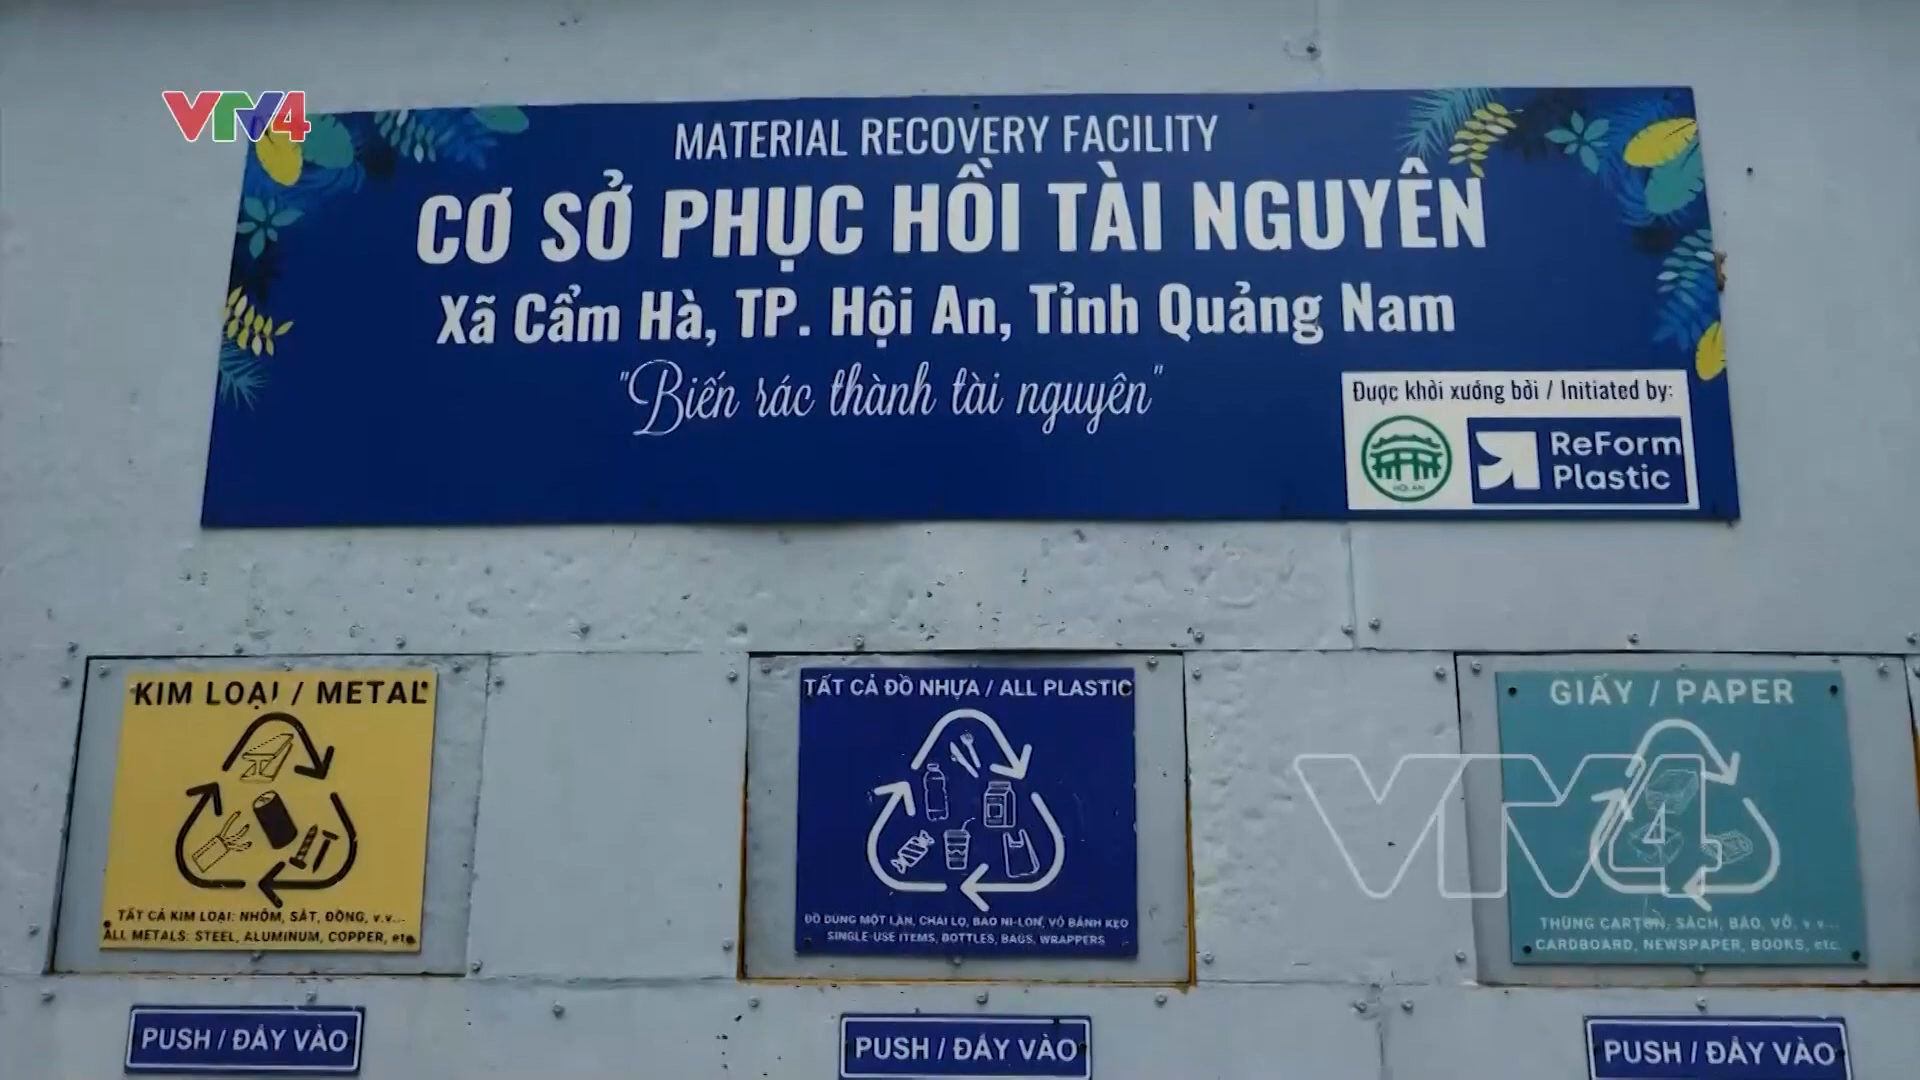 VTV4
MATERIAL RECOVERY FACILITY
CƠ SỞ PHỤC HỒI TÀI NGUYÊN
Xã Cẩm Hà, TP. Hội An, Tỉnh Quảng Nam
"Biến rác thành tài nguyên"
Được khởi xướng bởi / Initiated by:
HỘI AN
ReForm
Plastic
KIM LOẠI / METAL
TẤT CẢ KIM LOẠI: NHÔM, SẮT, ĐỒNG, v.v...
ALL METALS: STEEL, ALUMINUM, COPPER, etc.
PUSH / ĐẨY VÀO
TẤT CẢ ĐỒ NHỰA / ALL PLASTIC
ĐỒ DÙNG MỘT LẦN, CHAI LỌ, BAO NI-LON, VỎ BÁNH KẸO
SINGLE-USE ITEMS, BOTTLES, BAGS, WRAPPERS
PUSH / ĐẨY VÀO
GIẤY / PAPER
VTV4
THÙNG CARTON, SÁCH, BÁO, VỞ, v.v...
CARDBOARD, NEWSPAPER, BOOKS, etc.
PUSH / ĐẨY VÀO